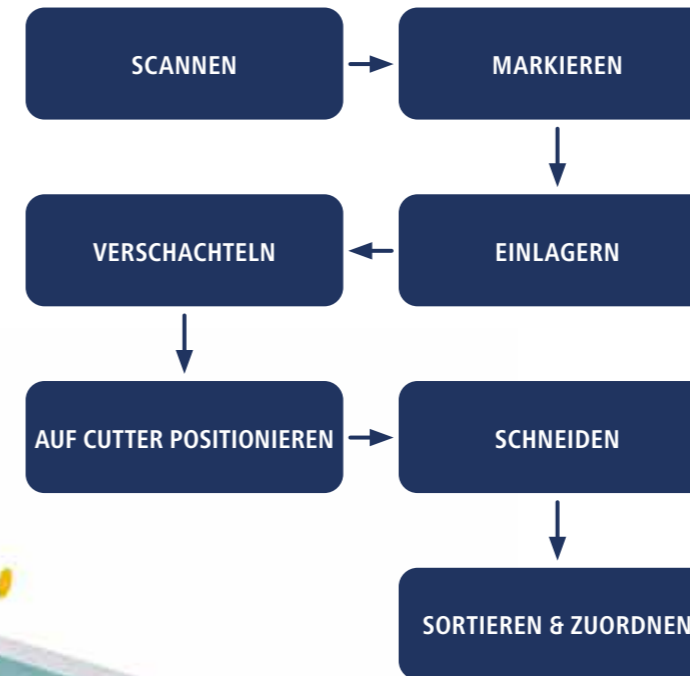 SCANNEN
MARKIEREN
EINLAGERN
VERSCHACHTELN
AUF CUTTER POSITIONIEREN
SCHNEIDEN
SORTIEREN & ZUORDNEN